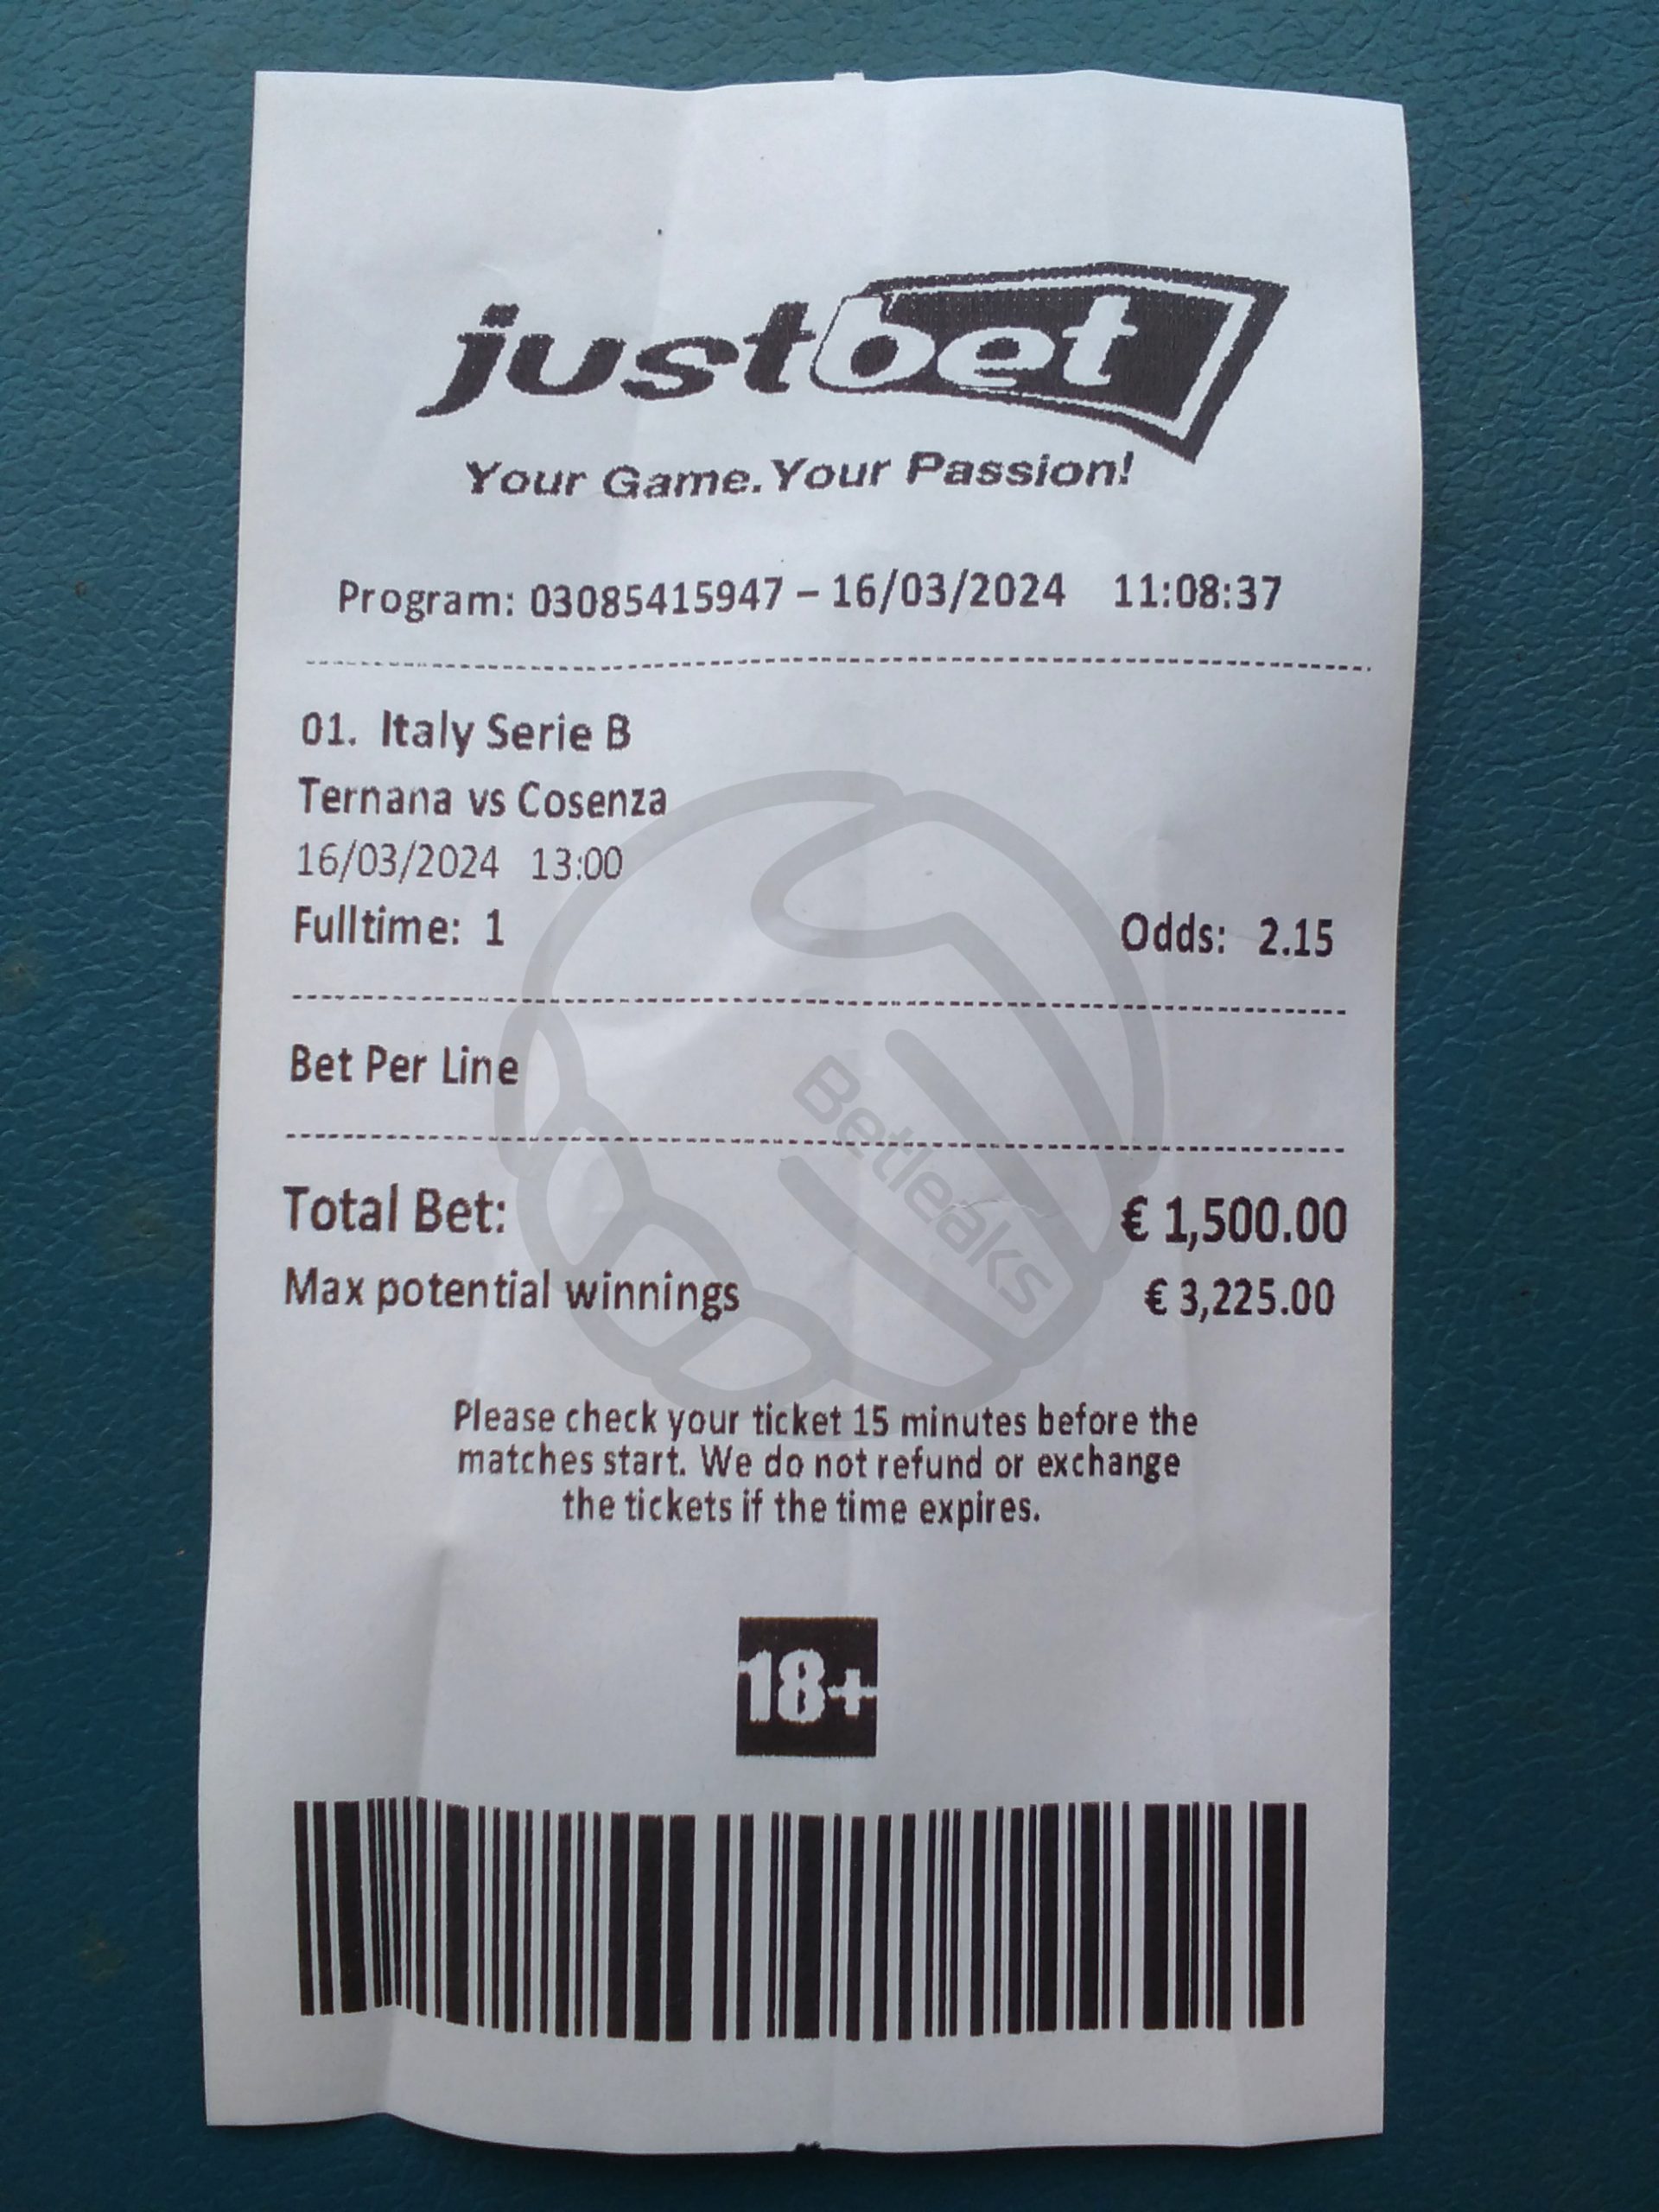 justbet
Your Game. Your Passion!
Program: 03085415947 – 16/03/2024 11:08:37
01. Italy Serie B
Ternana vs Cosenza
16/03/2024 13:00
Fulltime: 1 Odds: 2.15
Bet Per Line
Betleaks
Total Bet: € 1,500.00
Max potential winnings € 3,225.00
Please check your ticket 15 minutes before the
matches start. We do not refund or exchange
the tickets if the time expires.
18+